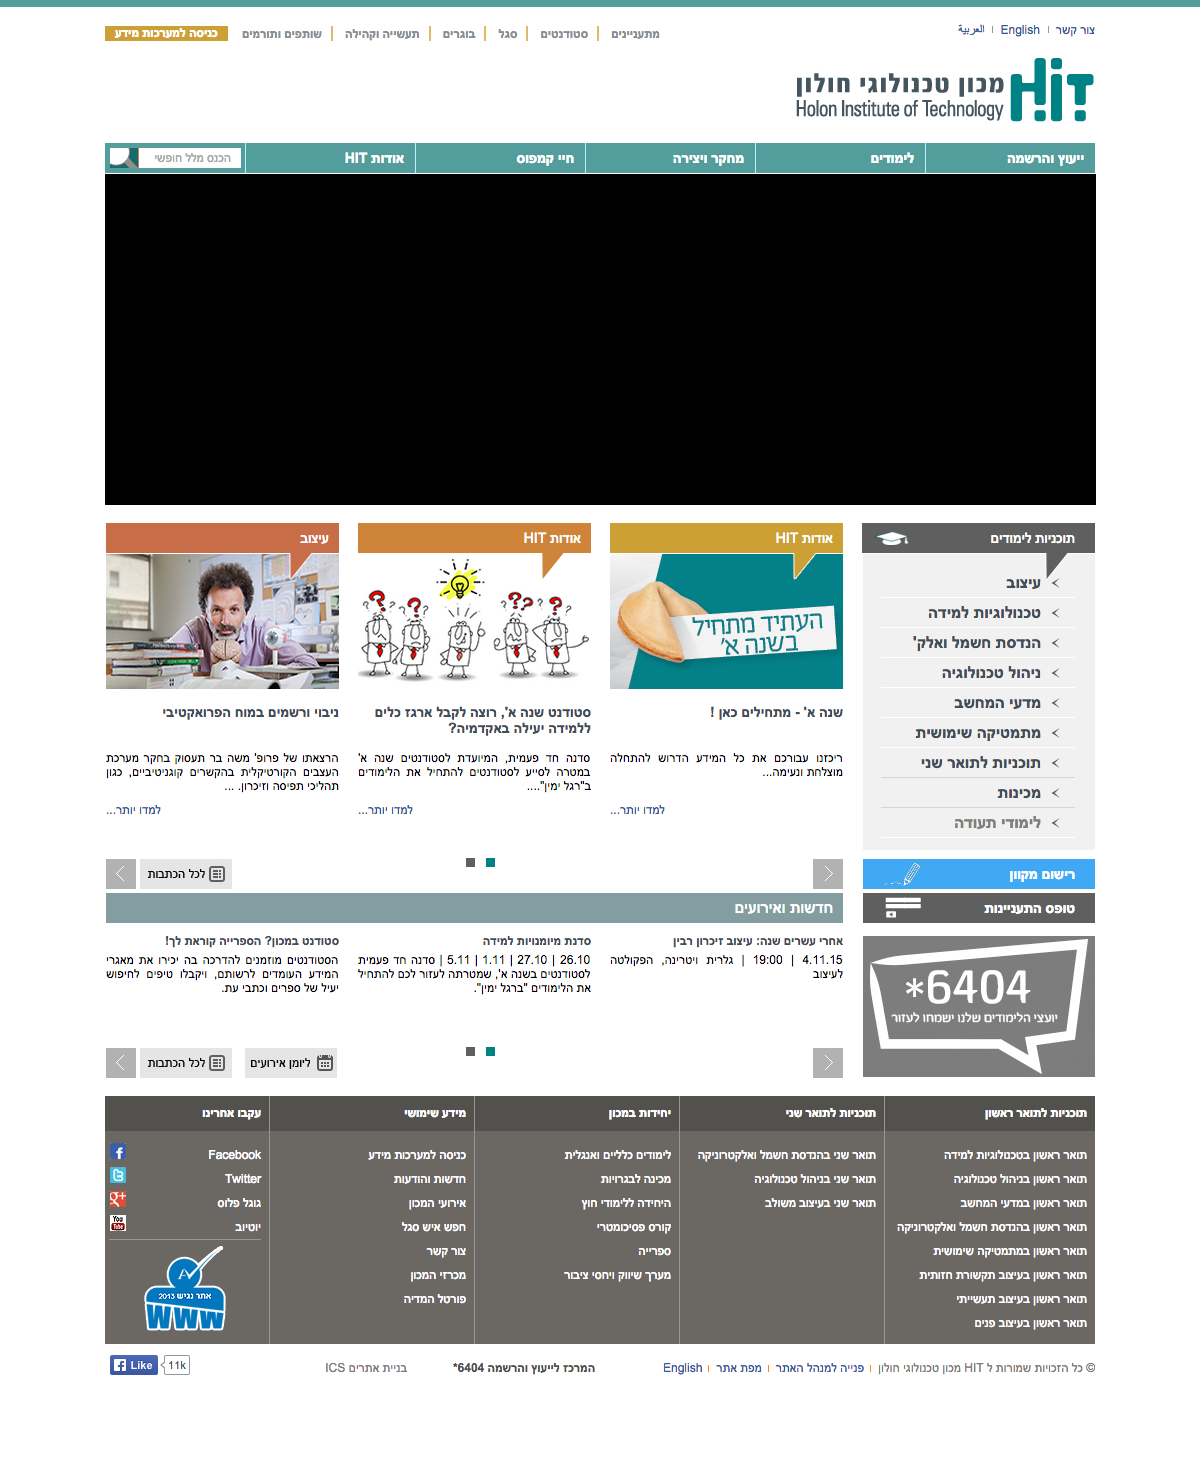 צור קשר
English
العربية
מתעניינים
סטודנטים
סגל
בוגרים
תעשייה וקהילה
שותפים ותורמים
כניסה למערכות מידע
HiT
מכון טכנולוגי חולון
Holon Institute of Technology
ייעוץ והרשמה
לימודים
מחקר ויצירה
חיי קמפוס
אודות HIT
הכנס מלל חופשי
תוכניות לימודים
עיצוב
טכנולוגיות למידה
הנדסת חשמל ואלק'
ניהול טכנולוגיה
מדעי המחשב
מתמטיקה שימושית
תוכניות לתואר שני
מכינות
לימודי תעודה
רישום מקוון
טופס התעניינות
*6404
יועצי הלימודים שלנו ישמחו לעזור
אודות HIT
העתיד מתחיל
בשנה א'
שנה א' - מתחילים כאן !
ריכזנו עבורכם את כל המידע הדרוש להתחלה
מוצלחת ונעימה...
למדו יותר...
אודות HIT
סטודנט שנה א', רוצה לקבל ארגז כלים
ללמידה יעילה באקדמיה?
סדנה חד פעמית, המיועדת לסטודנטים שנה א'
במטרה לסייע לסטודנטים להתחיל את הלימודים
ב"רגל ימין"....
למדו יותר...
עיצוב
ניבוי ורשמים במוח הפרואקטיבי
הרצאתו של פרופ' משה בר תעסוק בחקר מערכת
העצבים הקורטיקלית בהקשרים קוגניטיביים, כגון
תהליכי תפיסה וזיכרון. ...
למדו יותר...
לכל הכתבות
חדשות ואירועים
אחרי עשרים שנה: עיצוב זיכרון רבין
4.11.15 | 19:00 | גלרית ויטרינה, הפקולטה
לעיצוב
סדנת מיומנויות למידה
26.10 | 27.10 | 1.11 | 5.11 | סדנה חד פעמית
לסטודנטים בשנה א', שמטרתה לעזור לכם להתחיל
את הלימודים "ברגל ימין".
סטודנט במכון? הספרייה קוראת לך!
הסטודנטים מוזמנים להדרכה בה יכירו את מאגרי
המידע העומדים לרשותם, ויקבלו טיפים לחיפוש
יעיל של ספרים וכתבי עת.
ליומן אירועים
לכל הכתבות
תוכניות לתואר ראשון
תואר ראשון בטכנולוגיות למידה
תואר ראשון בניהול טכנולוגיה
תואר ראשון במדעי המחשב
תואר ראשון בהנדסת חשמל ואלקטרוניקה
תואר ראשון במתמטיקה שימושית
תואר ראשון בעיצוב תקשורת חזותית
תואר ראשון בעיצוב תעשייתי
תואר ראשון בעיצוב פנים
תוכניות לתואר שני
תואר שני בהנדסת חשמל ואלקטרוניקה
תואר שני בניהול טכנולוגיה
תואר שני בעיצוב משולב
יחידות במכון
לימודים כלליים ואנגלית
מכינה לבגרויות
היחידה ללימודי חוץ
קורס פסיכומטרי
ספרייה
מערך שיווק ויחסי ציבור
מידע שימושי
כניסה למערכות מידע
חדשות והודעות
אירועי המכון
חפש איש סגל
צור קשר
מכרזי המכון
פורטל המדיה
עקבו אחרינו
Facebook
Twitter
גוגל פלוס
יוטיוב
You Tube
אתר נגיש 2013
WWW
© כל הזכויות שמורות ל HIT מכון טכנולוגי חולון
פנייה למנהל האתר
מפת אתר
English
המרכז לייעוץ והרשמה 6404*
בניית אתרים ICS
Like
11k